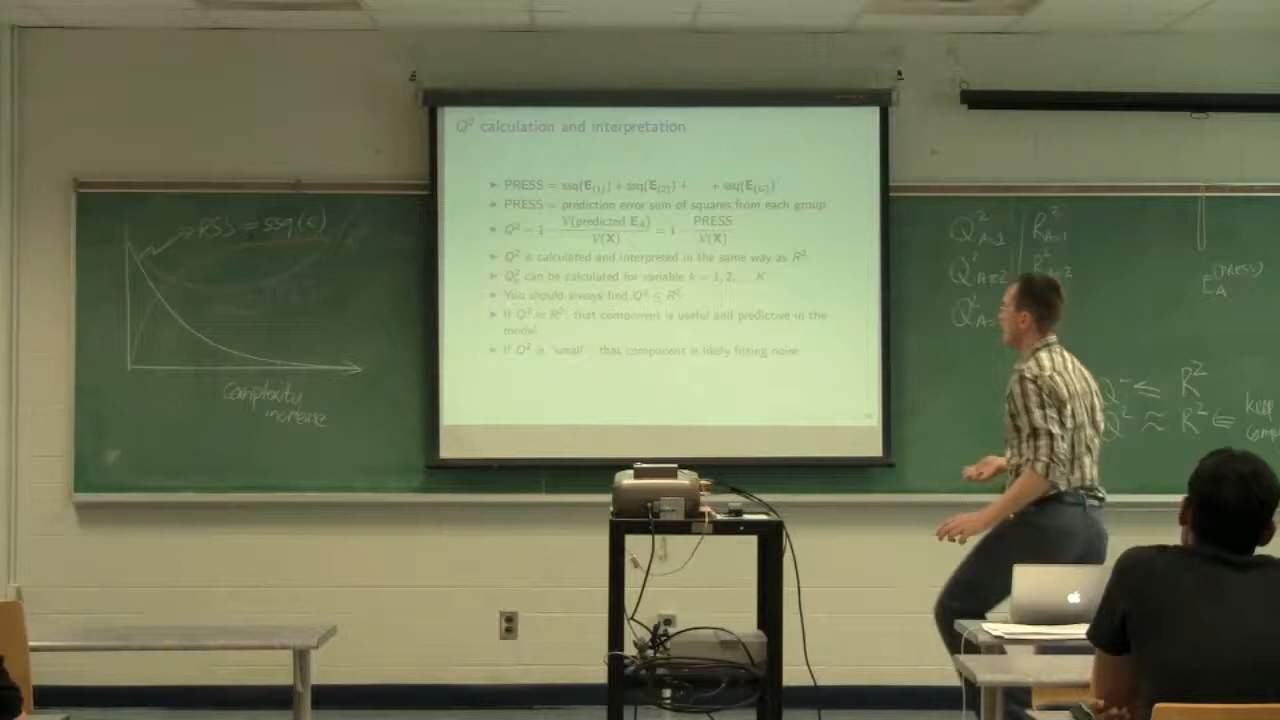 RSS = ssq(ε)
Complexity
increase
Q² calculation and interpretation
► PRESS = ssq(E(1)) + ssq(E(2)) + + ssq(E(G))
► PRESS = prediction error sum of squares from each group
► Q² = 1 - V(predicted E_A) / V(X) = 1 - PRESS / V(X)
► Q² is calculated and interpreted in the same way as R²
► Q²_k can be calculated for variable k = 1, 2, K
► You should always find Q² ≤ R²
► If Q² ≈ R²: that component is useful and predictive in the
model
► If Q² is "small" that component is likely fitting noise
Q²_A=1 R²_A=1
Q²_A=2 R²_A=2
Q²_A=
E_A^(PRESS)
Q² ≤ R²
Q² ≈ R² ⇐ keep